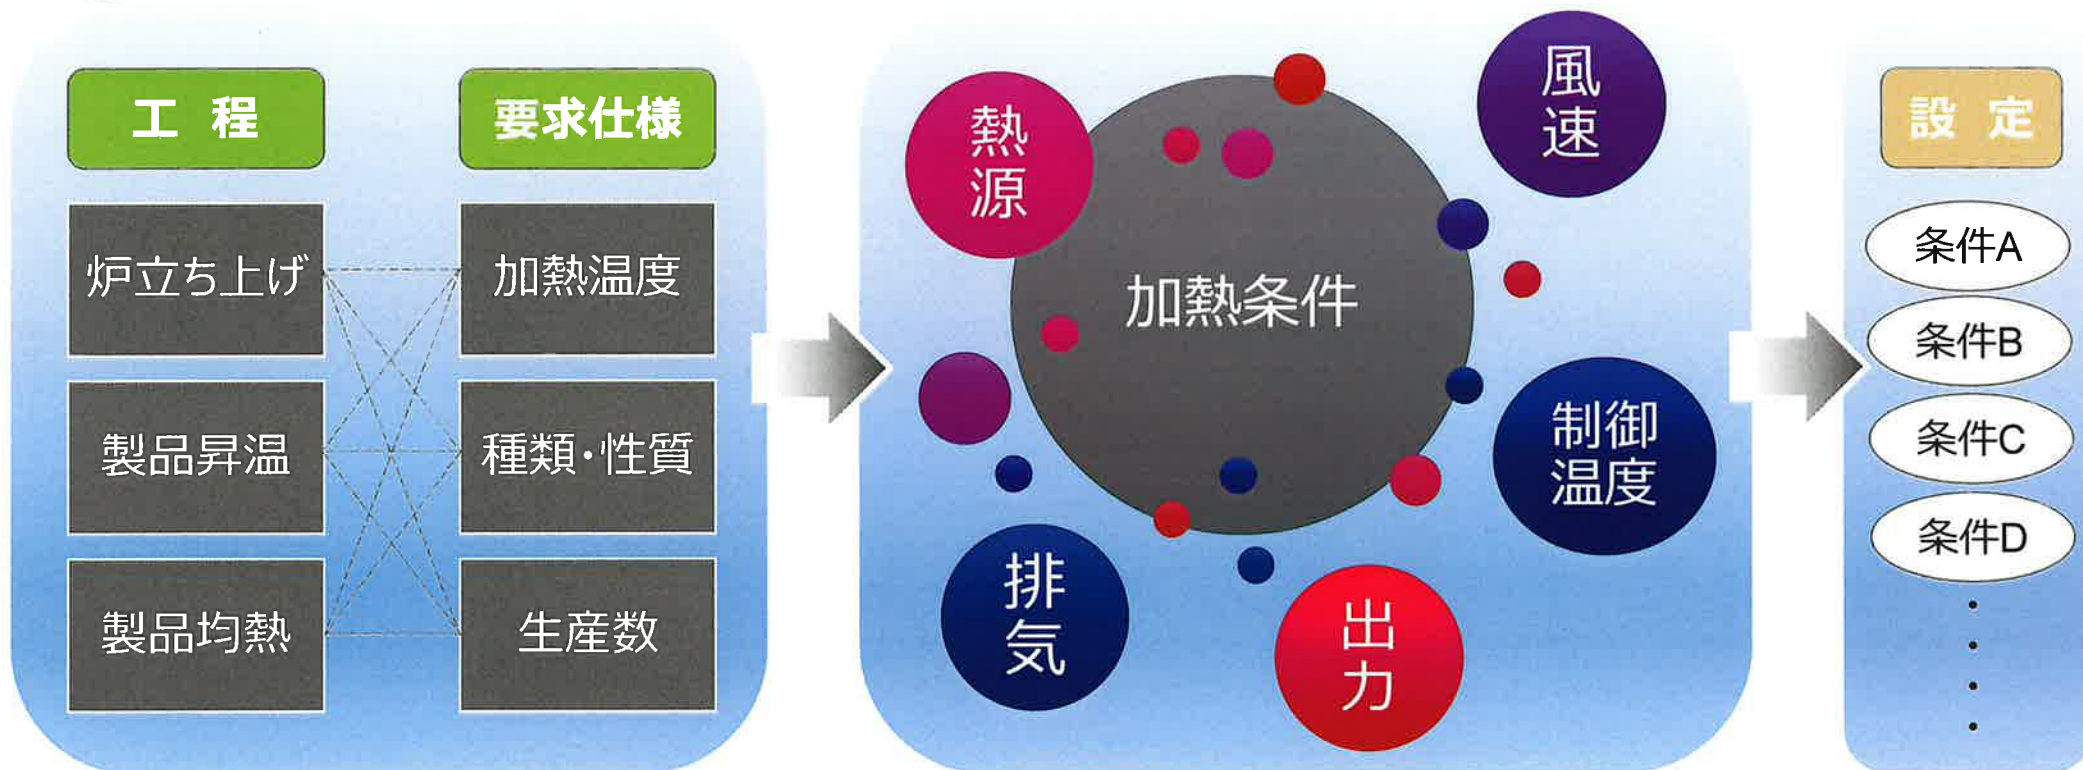 工程
要求仕様
炉立ち上げ
加熱温度
製品昇温
種類・性質
製品均熱
生産数
熱源
風速
加熱条件
制御
温度
排気
出力
設定
条件A
条件B
条件C
条件D